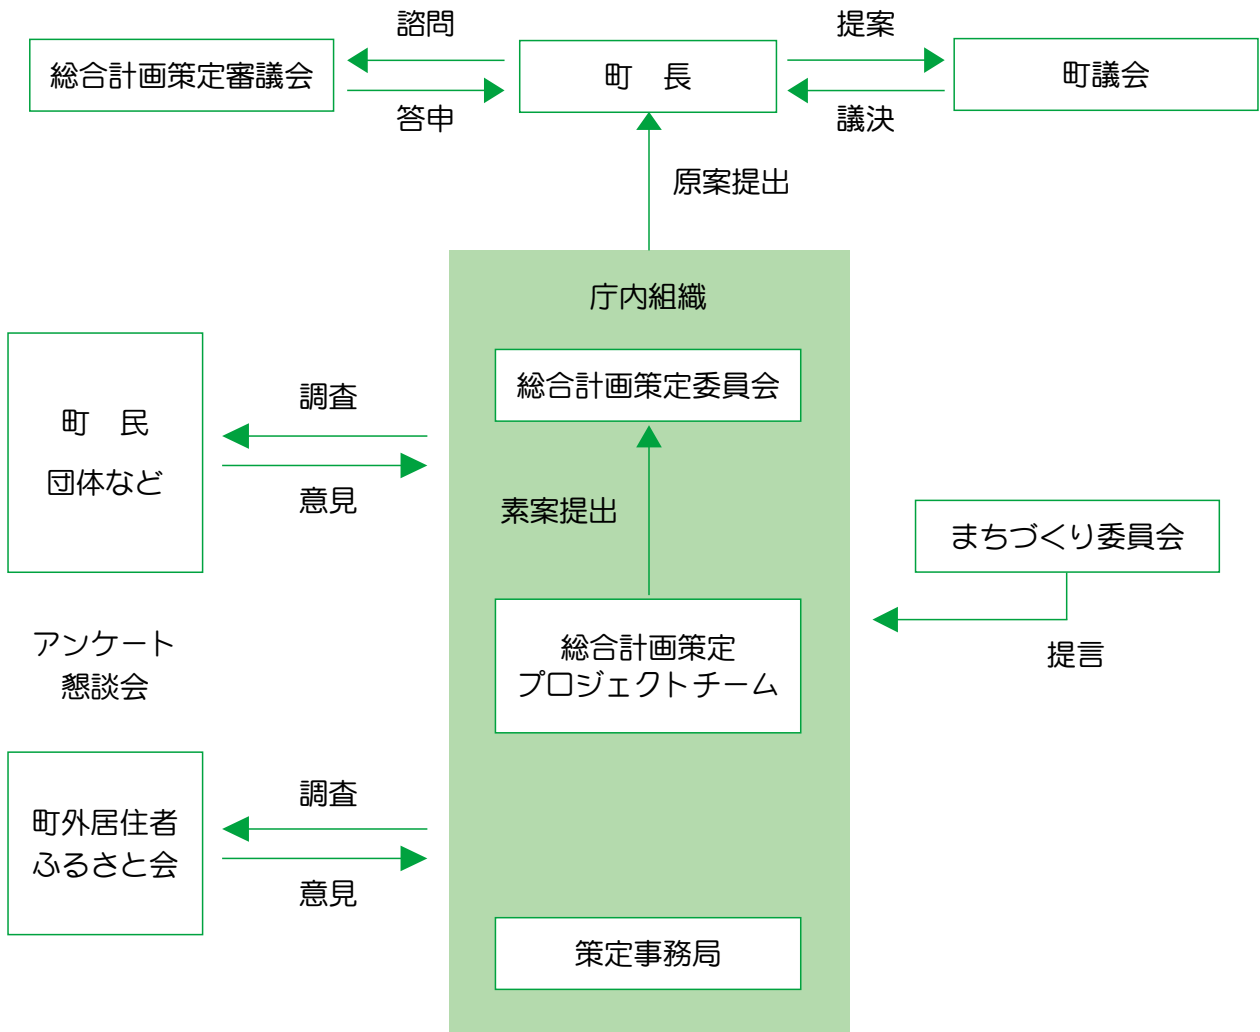 諮問
提案
総合計画策定審議会
町　長
町議会
答申
議決
原案提出
庁内組織
総合計画策定委員会
町　民
団体など
調査
意見
素案提出
まちづくり委員会
提言
総合計画策定
プロジェクトチーム
アンケート
懇談会
町外居住者
ふるさと会
調査
意見
策定事務局